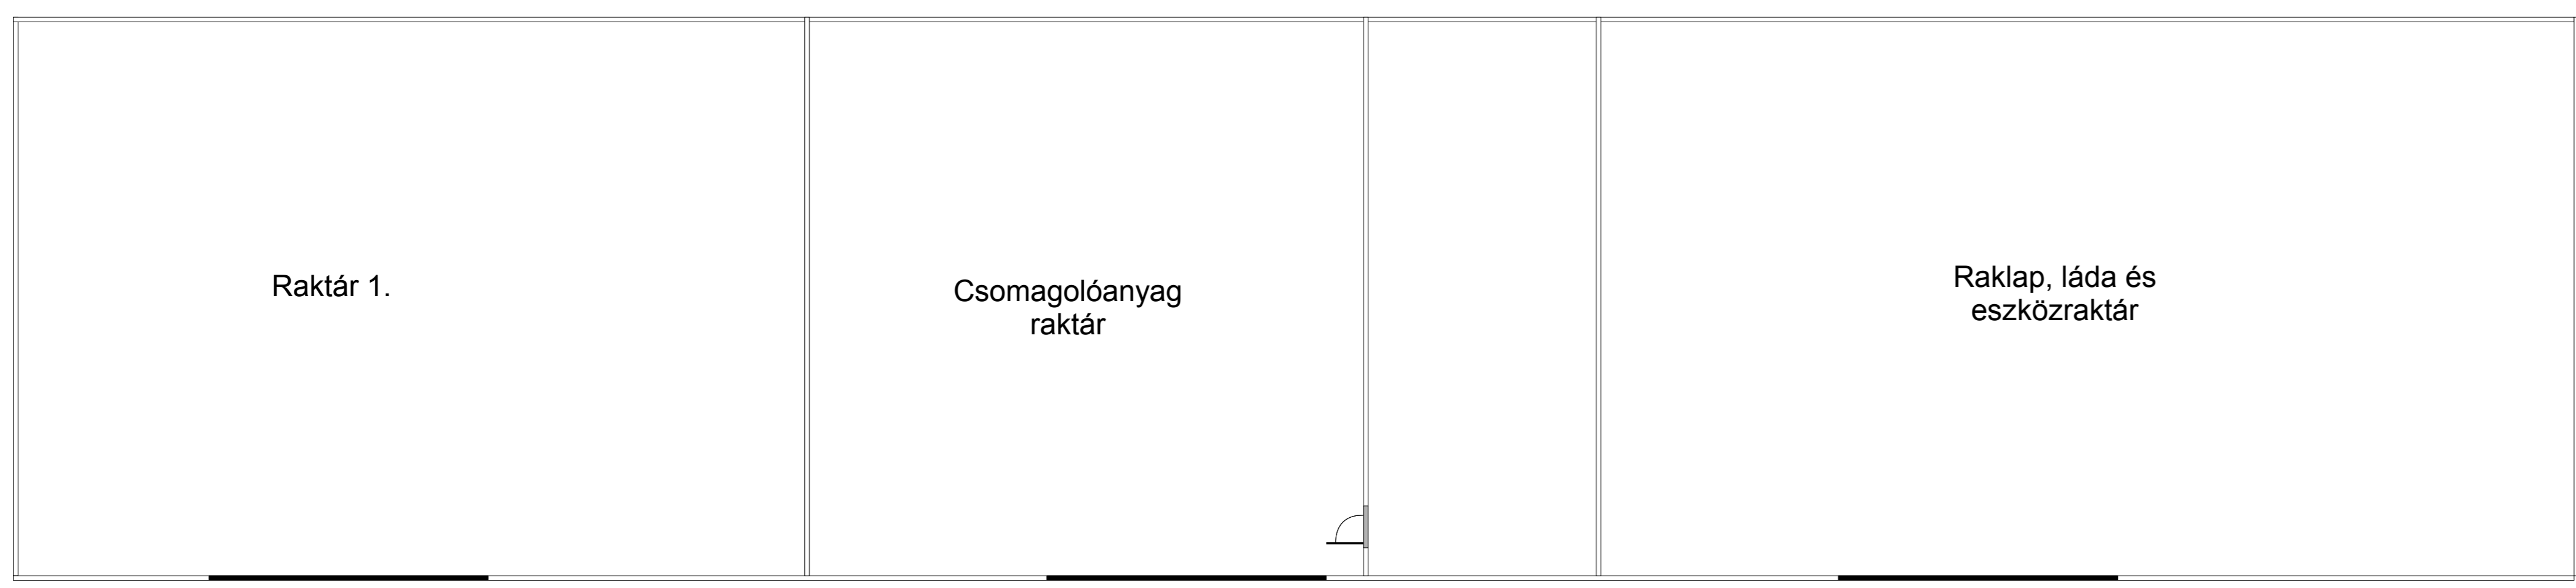 Raktár 1.
Csomagolóanyag
raktár
Raklap, láda és
eszközraktár